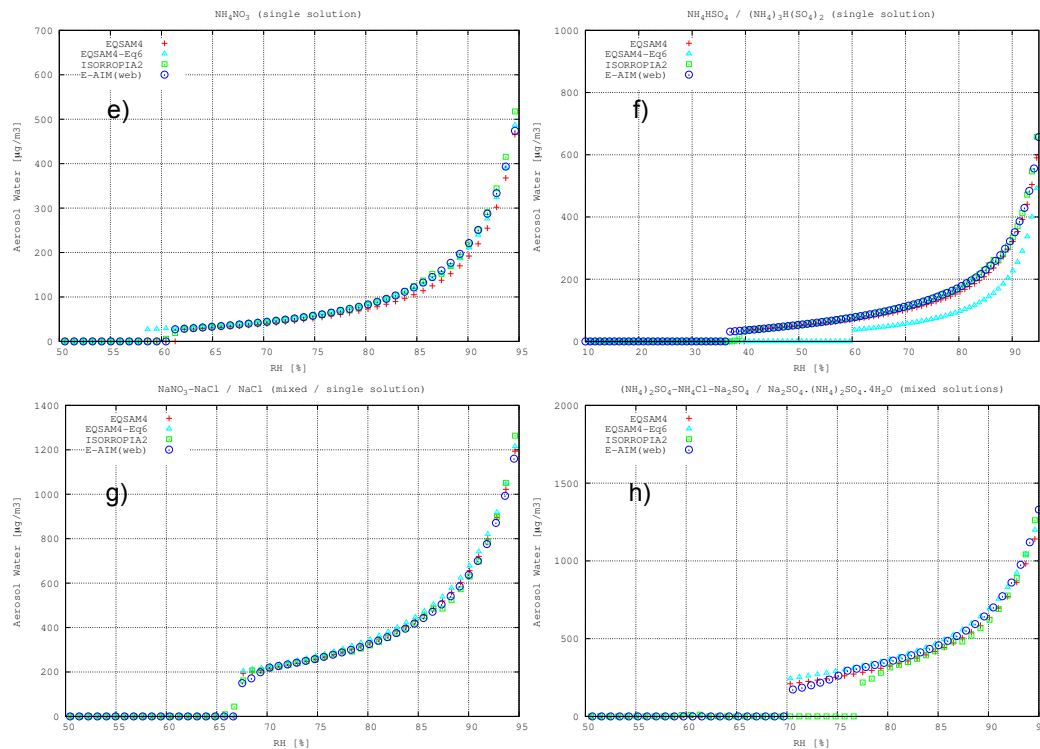 NH₄NO₃ (single solution)
700
600
500
400
300
200
100
0
Aerosol Water [µg/m3]
EQSAM4
EQSAM4-Eq6
ISORROPIA2
E-AIM(web)
e)
50 55 60 65 70 75 80 85 90 95
RH [%]
NH₄HSO₄ / (NH₄)₃H(SO₄)₂ (single solution)
1000
800
600
400
200
0
Aerosol Water [µg/m3]
EQSAM4
EQSAM4-Eq6
ISORROPIA2
E-AIM(web)
f)
10 20 30 40 50 60 70 80 90
RH [%]
NaNO₃-NaCl / NaCl (mixed / single solution)
1400
1200
1000
800
600
400
200
0
Aerosol Water [µg/m3]
EQSAM4
EQSAM4-Eq6
ISORROPIA2
E-AIM(web)
g)
50 55 60 65 70 75 80 85 90 95
RH [%]
(NH₄)₂SO₄-NH₄Cl-Na₂SO₄ / Na₂SO₄.(NH₄)₂SO₄.4H₂O (mixed solutions)
2000
1500
1000
500
0
Aerosol Water [µg/m3]
EQSAM4
EQSAM4-Eq6
ISORROPIA2
E-AIM(web)
h)
50 55 60 65 70 75 80 85 90 95
RH [%]